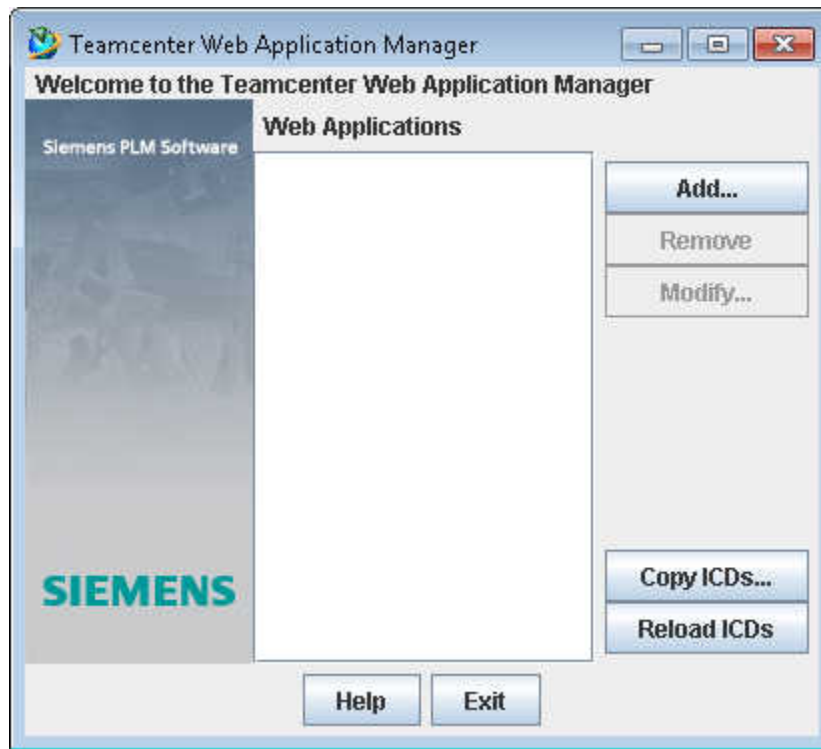 Teamcenter Web Application Manager
Welcome to the Teamcenter Web Application Manager
Siemens PLM Software
Web Applications
Add...
Remove
Modify...
SIEMENS
Copy ICDs...
Reload ICDs
Help
Exit